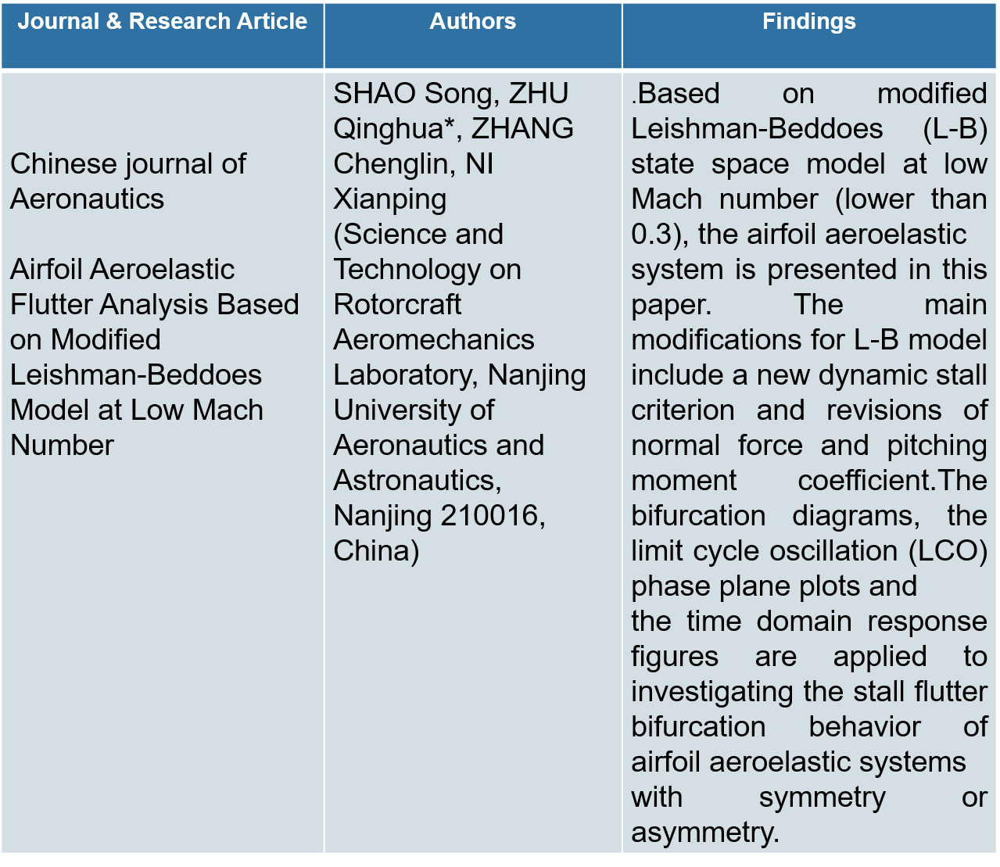 Journal & Research Article
Authors
Findings
Chinese journal of
Aeronautics
Airfoil Aeroelastic
Flutter Analysis Based
on Modified
Leishman-Beddoes
Model at Low Mach
Number
SHAO Song, ZHU
Qinghua*, ZHANG
Chenglin, NI
Xianping
(Science and
Technology on
Rotorcraft
Aeromechanics
Laboratory, Nanjing
University of
Aeronautics and
Astronautics,
Nanjing 210016,
China)
.Based on modified
Leishman-Beddoes (L-B)
state space model at low
Mach number (lower than
0.3), the airfoil aeroelastic
system is presented in this
paper. The main
modifications for L-B model
include a new dynamic stall
criterion and revisions of
normal force and pitching
moment coefficient.The
bifurcation diagrams, the
limit cycle oscillation (LCO)
phase plane plots and
the time domain response
figures are applied to
investigating the stall flutter
bifurcation behavior of
airfoil aeroelastic systems
with symmetry or
asymmetry.